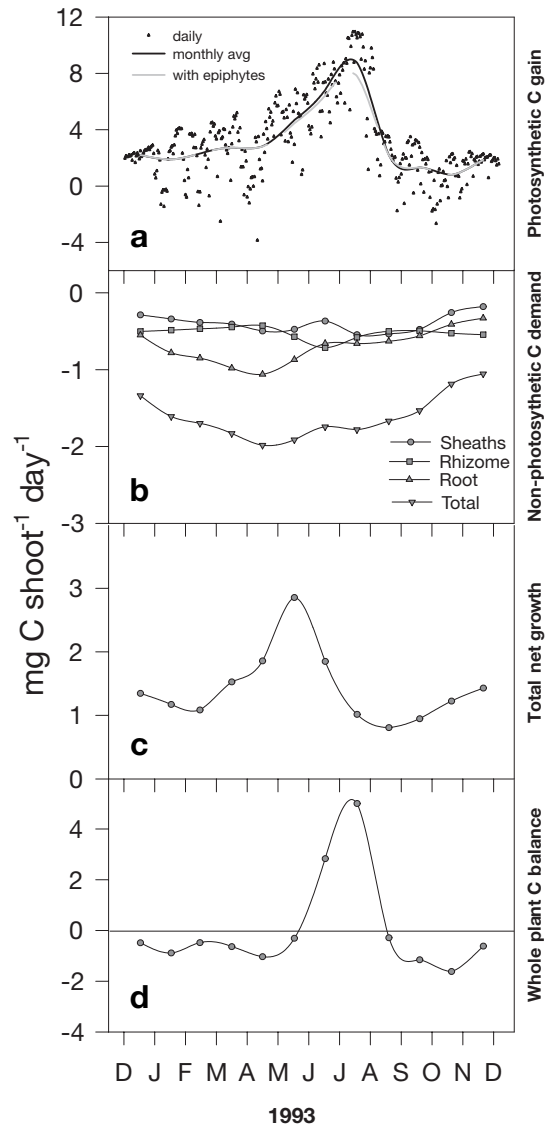 12
8
4
0
-4
daily
monthly avg
with epiphytes
a
Photosynthetic C gain
0
-1
-2
-3
Sheaths
Rhizome
Root
Total
b
Non-photosythetic C demand
mg C shoot-1 day-1
3
2
1
0
c
Total net growth
4
2
0
-2
-4
d
Whole plant C balance
D J F M A M J J A S O N D
1993